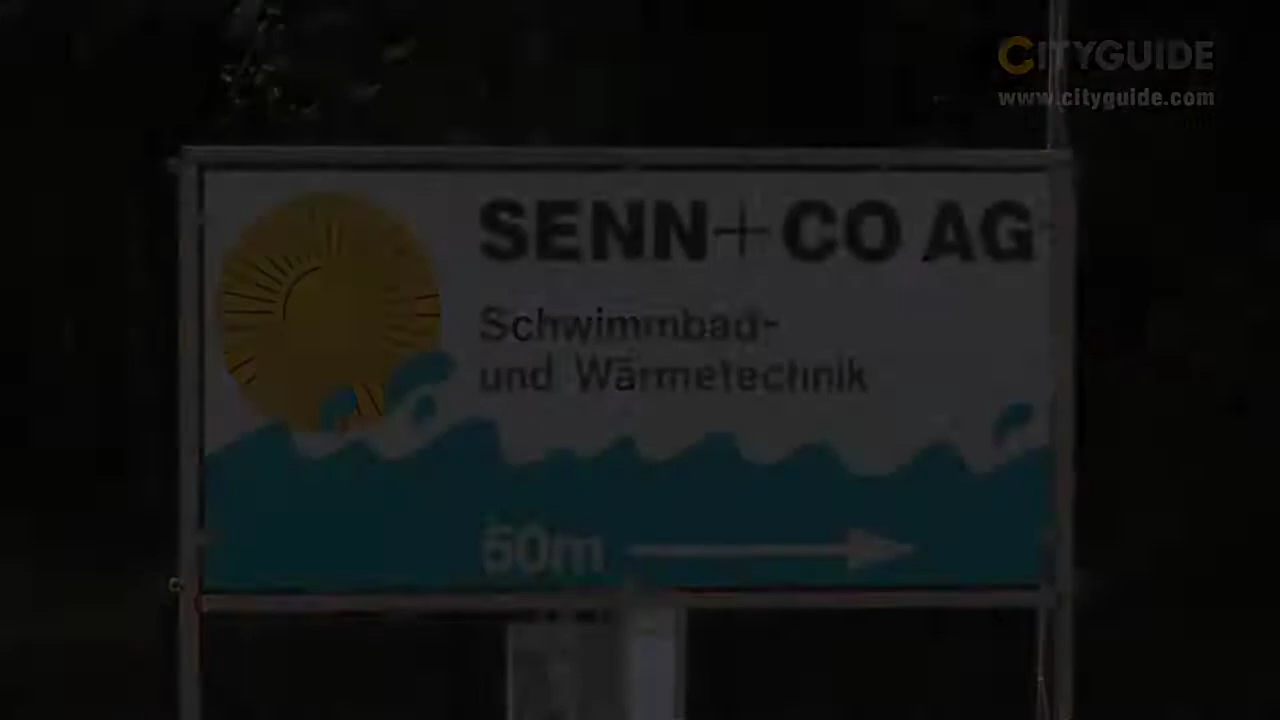 CITYGUIDE
www.cityguide.com
SENN+CO AG
Schwimmbad-
und Wärmetechnik
50m